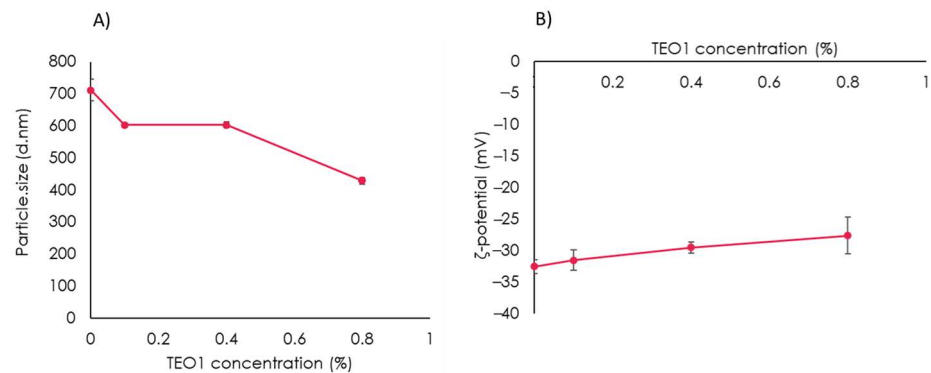 A)
800
700
600
500
400
300
200
100
0
Particle.size (d.nm)
0 0.2 0.4 0.6 0.8 1
TEO1 concentration (%)
B)
TEO1 concentration (%)
0
0.2 0.4 0.6 0.8 1
−5
−10
−15
−20
−25
−30
−35
−40
ζ-potential (mV)